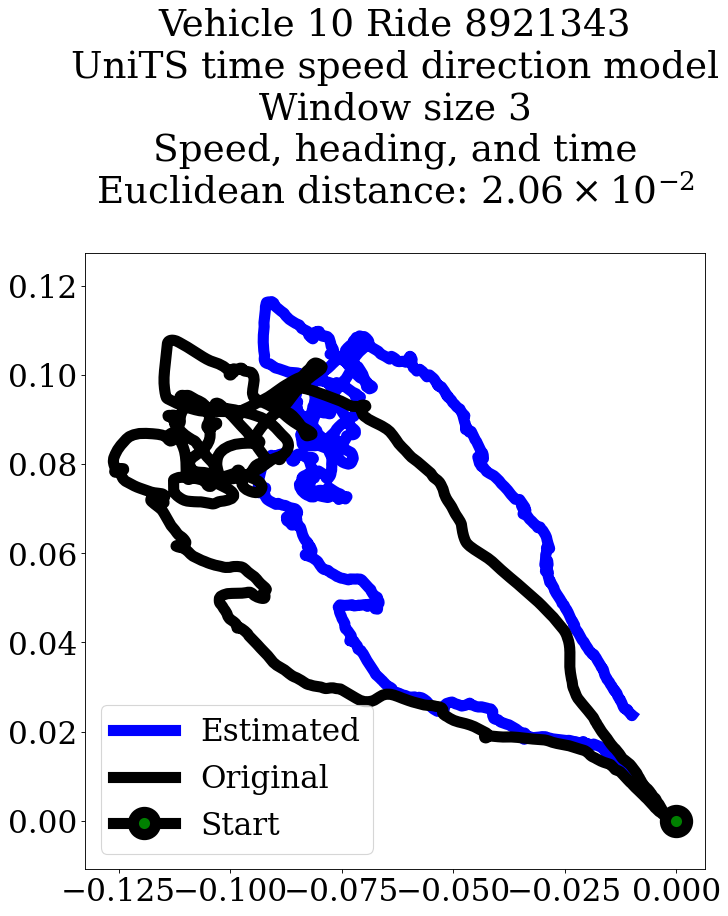 Vehicle 10 Ride 8921343
UniTS time speed direction model
Window size 3
Speed, heading, and time
Euclidean distance: 2.06 × 10⁻²
0.12
0.10
0.08
0.06
0.04
0.02
0.00
Estimated
Original
Start
−0.125 −0.100 −0.075 −0.050 −0.025 0.000